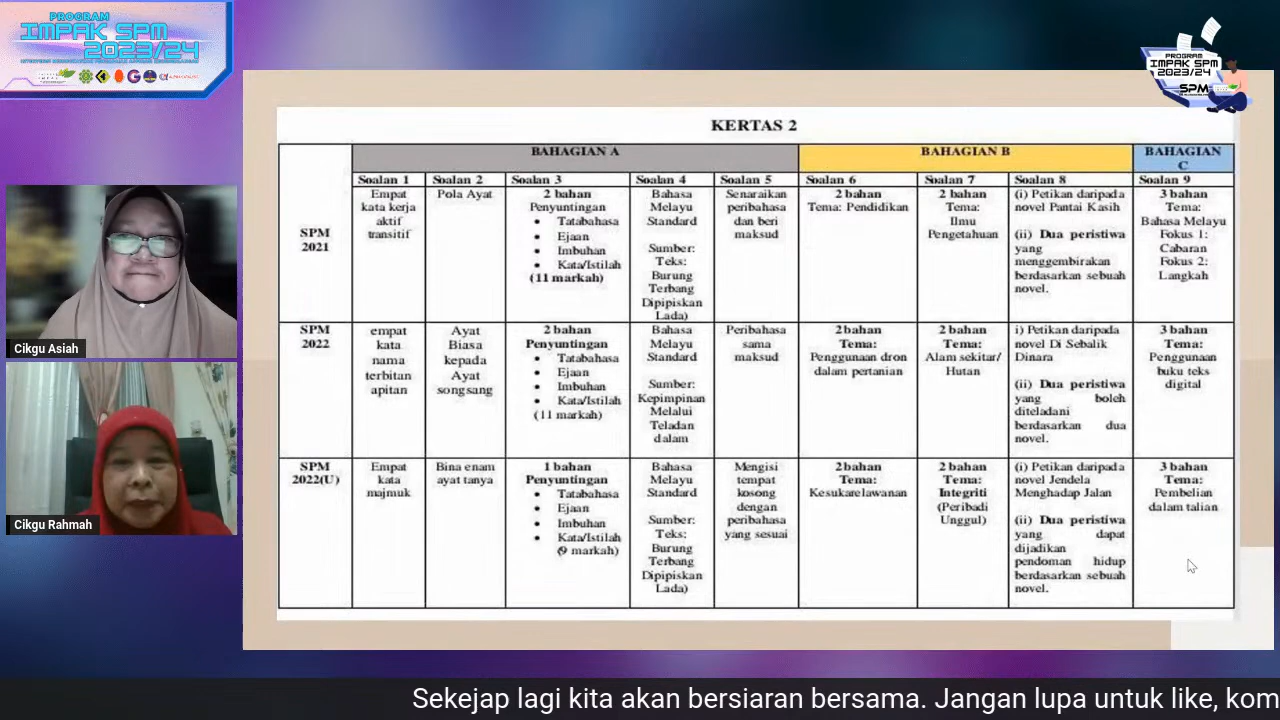 PROGRAM
IMPAK SPM
2023/24
PROGRAM
IMPAK SPM
2023/24
SPM
Cikgu Asiah
Cikgu Rahmah
KERTAS 2
BAHAGIAN A
BAHAGIAN B
BAHAGIAN
C
Soalan 1
Soalan 2
Soalan 3
Soalan 4
Soalan 5
Soalan 6
Soalan 7
Soalan 8
Soalan 9
SPM
2021
Empat
kata kerja
aktif
transitif
Pola Ayat
2 bahan
Penyuntingan
• Tatabahasa
• Ejaan
• Imbuhan
• Kata/Istilah
(11 markah)
Bahasa
Melayu
Standard
Sumber:
Teks:
Burung
Terbang
Dipipiskan
Lada)
Senaraikan
peribahasa
dan beri
maksud
2 bahan
Tema: Pendidikan
2 bahan
Tema:
Ilmu
Pengetahuan
(i) Petikan daripada
novel Pantai Kasih
(ii) Dua peristiwa
yang
menggembirakan
berdasarkan sebuah
novel.
3 bahan
Tema:
Bahasa Melayu
Fokus 1:
Cabaran
Fokus 2:
Langkah
SPM
2022
empat
kata
nama
terbitan
apitan
Ayat
Biasa
kepada
Ayat
songsang
2 bahan
Penyuntingan
• Tatabahasa
• Ejaan
• Imbuhan
• Kata/Istilah
(11 markah)
Bahasa
Melayu
Standard
Sumber:
Kepimpinan
Melalui
Teladan
dalam
Peribahasa
sama
maksud
2bahan
Tema:
Penggunaan dron
dalam pertanian
2 bahan
Tema:
Alam sekitar/
Hutan
i) Petikan daripada
novel Di Sebalik
Dinara
(ii) Dua peristiwa
yang boleh
diteladani
berdasarkan dua
novel.
3 bahan
Tema:
Penggunaan
buku teks
digital
SPM
2022(U)
Empat
kata
majmuk
Bina enam
ayat tanya
1 bahan
Penyuntingan
• Tatabahasa
• Ejaan
• Imbuhan
• Kata/Istilah
(9 markah)
Bahasa
Melayu
Standard
Sumber:
Teks:
Burung
Terbang
Dipipiskan
Lada)
Mengisi
tempat
kosong
dengan
peribahasa
yang sesuai
2bahan
Tema:
Kesukarelawanan
2 bahan
Tema:
Integriti
(Peribadi
Unggul)
(i) Petikan daripada
novel Jendela
Menghadap Jalan
(ii) Dua peristiwa
yang dapat
dijadikan
pendoman hidup
berdasarkan sebuah
novel.
3 bahan
Tema:
Pembelian
dalam talian
Sekejap lagi kita akan bersiaran bersama. Jangan lupa untuk like, kom